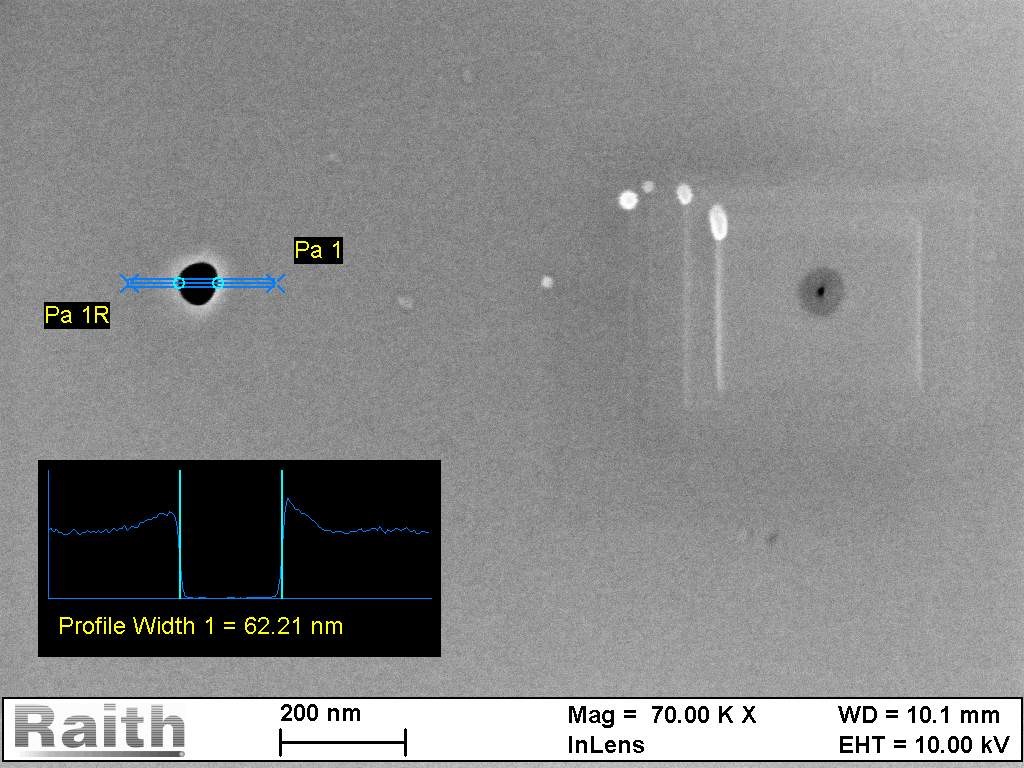 Pa 1
Pa 1R
Profile Width 1 = 62.21 nm
Raith
200 nm
Mag = 70.00 K X
InLens
WD = 10.1 mm
EHT = 10.00 kV